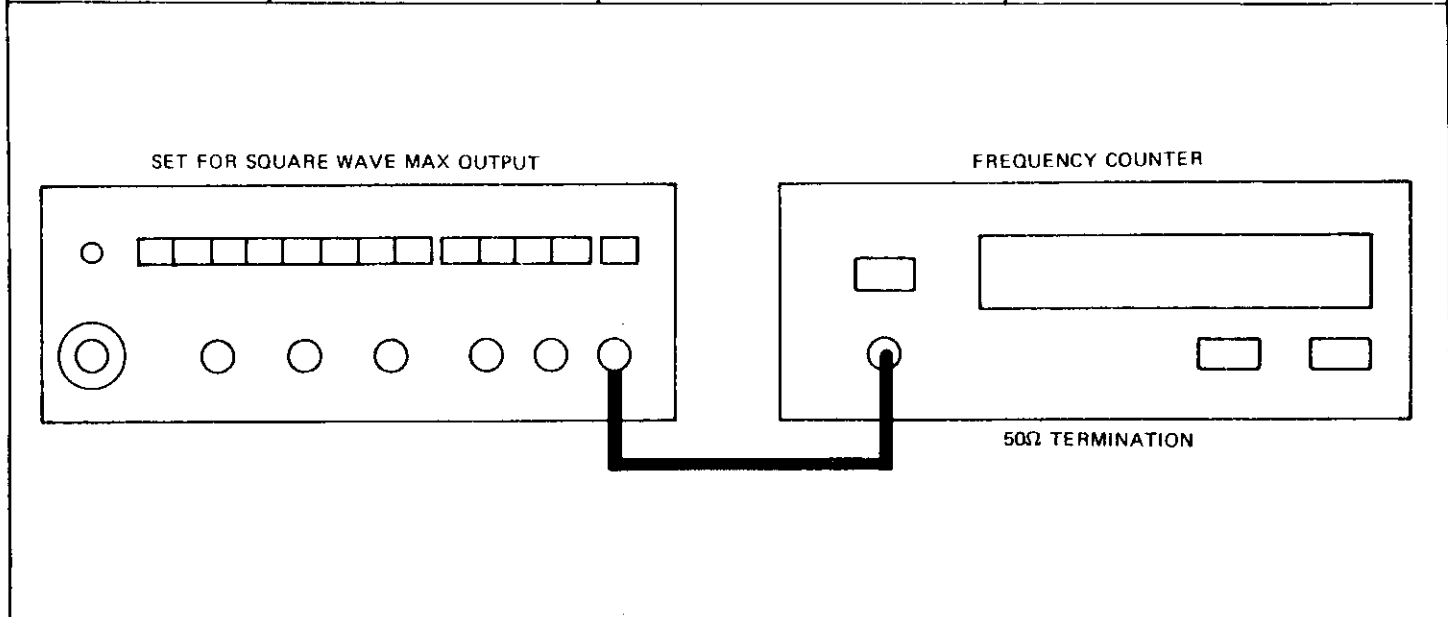 SET FOR SQUARE WAVE MAX OUTPUT
FREQUENCY COUNTER
50Ω TERMINATION